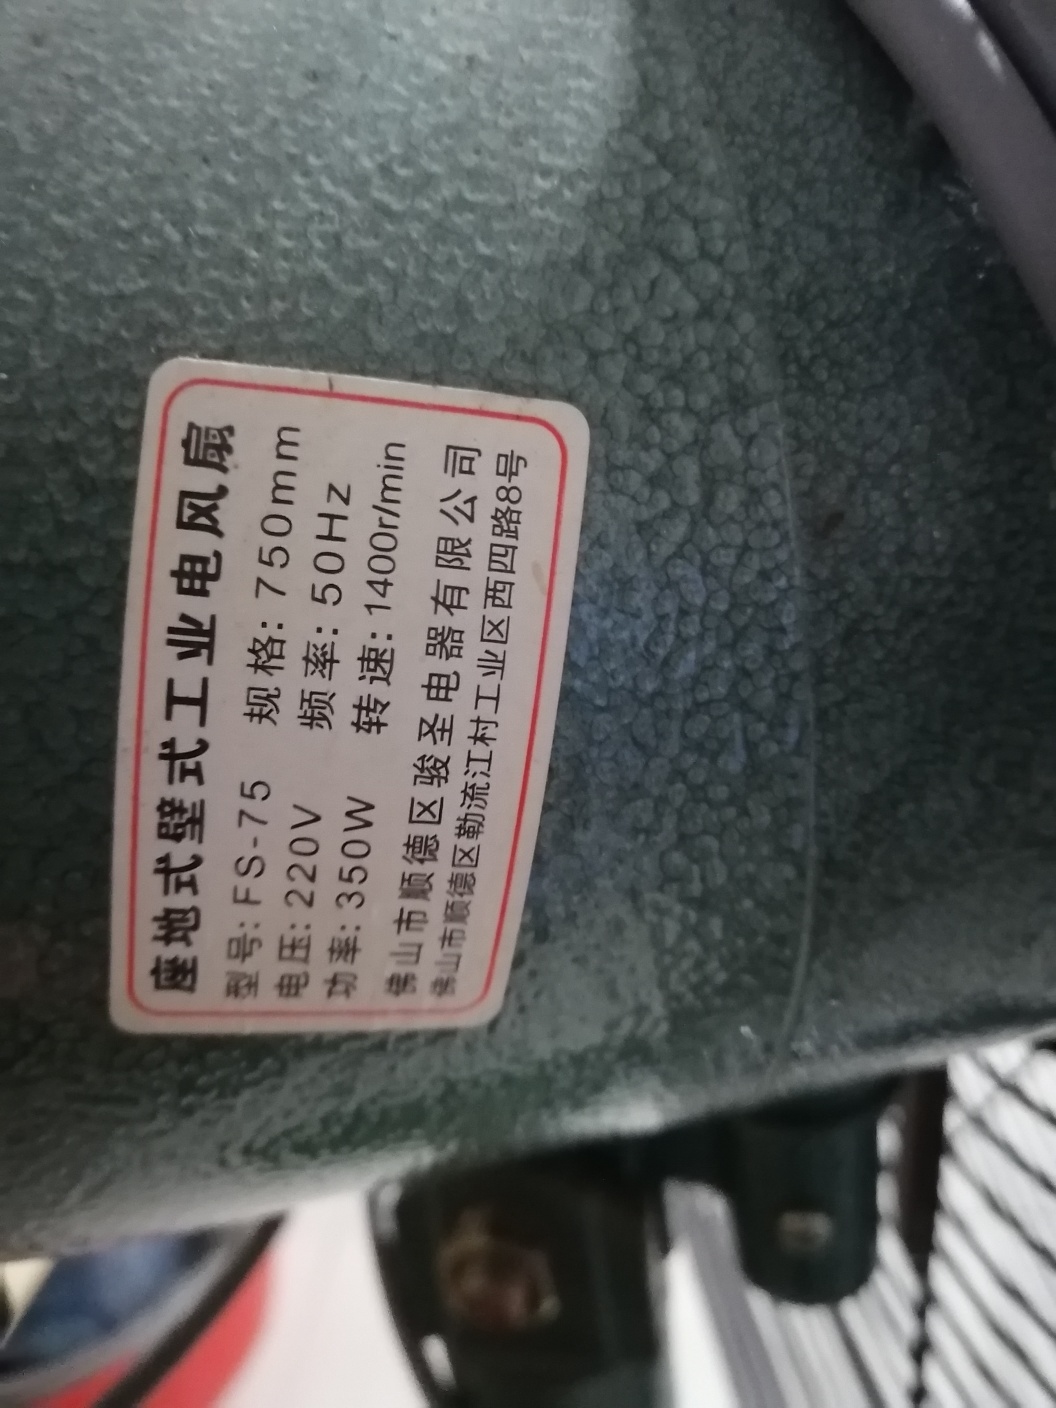 座地式壁式工业电风扇
型号: FS-75 规格: 750mm
电压: 220V 频率: 50Hz
功率: 350W 转速: 1400r/min
佛山市顺德区骏圣电器有限公司
佛山市顺德区勒流江村工业区西四路8号